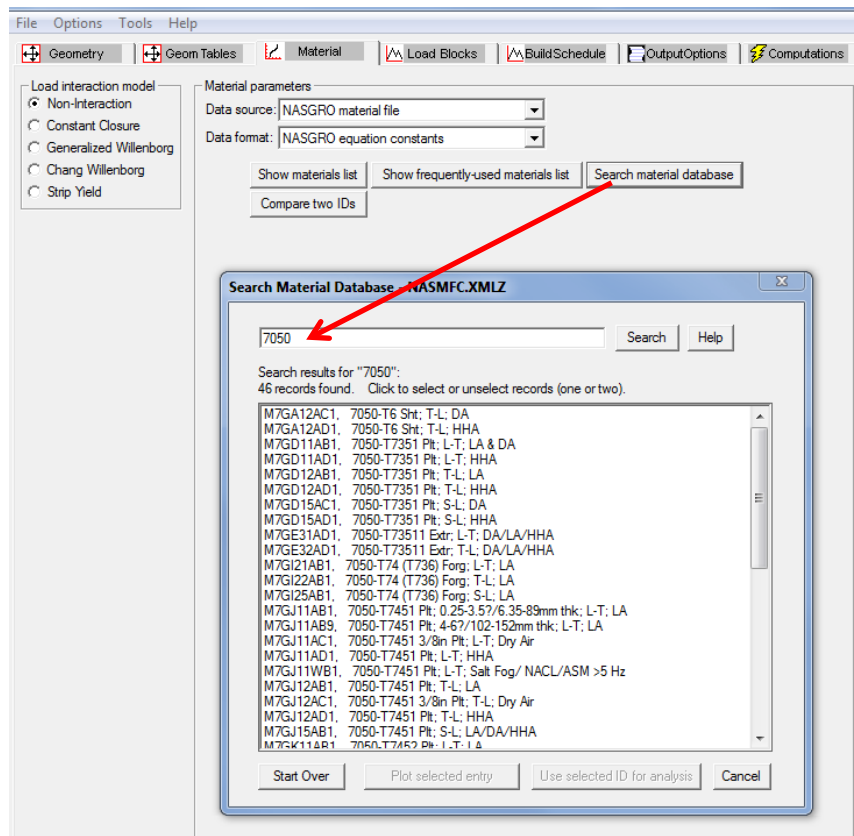 File Options Tools Help
Geometry Geom Tables Material Load Blocks BuildSchedule OutputOptions Computations
Load interaction model
Non-Interaction
Constant Closure
Generalized Willenborg
Chang Willenborg
Strip Yield
Material parameters
Data source: NASGRO material file
Data format: NASGRO equation constants
Show materials list Show frequently-used materials list Search material database
Compare two IDs
Search Material Database - NASMFC.XMLZ
7050 Search Help
Search results for "7050":
46 records found. Click to select or unselect records (one or two).
M7GA12AC1, 7050-T6 Sht; T-L; DA
M7GA12AD1, 7050-T6 Sht; T-L; HHA
M7GD11AB1, 7050-T7351 Plt; L-T; LA & DA
M7GD11AD1, 7050-T7351 Plt; L-T; HHA
M7GD12AB1, 7050-T7351 Plt; T-L; LA
M7GD12AD1, 7050-T7351 Plt; T-L; HHA
M7GD15AC1, 7050-T7351 Plt; S-L; DA
M7GD15AD1, 7050-T7351 Plt; S-L; HHA
M7GE31AD1, 7050-T73511 Extr; L-T; DA/LA/HHA
M7GE32AD1, 7050-T73511 Extr; T-L; DA/LA/HHA
M7GI21AB1, 7050-T74 (T736) Forg; L-T; LA
M7GI22AB1, 7050-T74 (T736) Forg; T-L; LA
M7GI25AB1, 7050-T74 (T736) Forg; S-L; LA
M7GJ11AB1, 7050-T7451 Plt; 0.25-3.5?/6.35-89mm thk; L-T; LA
M7GJ11AB9, 7050-T7451 Plt; 4-6?/102-152mm thk; L-T; LA
M7GJ11AC1, 7050-T7451 3/8in Plt; L-T; Dry Air
M7GJ11AD1, 7050-T7451 Plt; L-T; HHA
M7GJ11WB1, 7050-T7451 Plt; L-T; Salt Fog/ NACL/ASM >5 Hz
M7GJ12AB1, 7050-T7451 Plt; T-L; LA
M7GJ12AC1, 7050-T7451 3/8in Plt; T-L; Dry Air
M7GJ12AD1, 7050-T7451 Plt; T-L; HHA
M7GJ15AB1, 7050-T7451 Plt; S-L; LA/DA/HHA
M7GK11AB1, 7050-T7452 Plt; L-T; LA
Start Over Plot selected entry Use selected ID for analysis Cancel